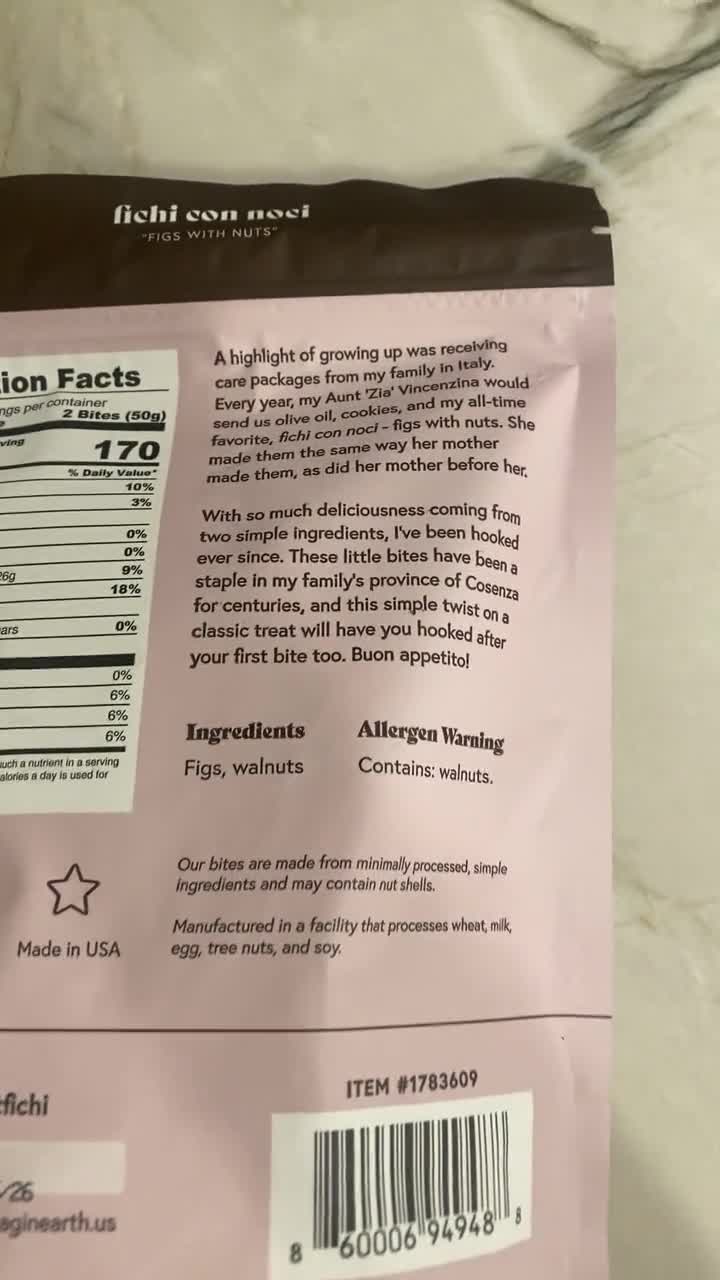 fichi con noci
"FIGS WITH NUTS"
ion Facts
ngs per container
2 Bites (50g)
ving
170
% Daily Value*
10%
3%
0%
0%
26g 9%
18%
ars 0%
0%
6%
6%
6%
uch a nutrient in a serving
alories a day is used for
A highlight of growing up was receiving
care packages from my family in Italy.
Every year, my Aunt 'Zia' Vincenzina would
send us olive oil, cookies, and my all-time
favorite, fichi con noci - figs with nuts. She
made them the same way her mother
made them, as did her mother before her.
With so much deliciousness coming from
two simple ingredients, I've been hooked
ever since. These little bites have been a
staple in my family's province of Cosenza
for centuries, and this simple twist on a
classic treat will have you hooked after
your first bite too. Buon appetito!
Ingredients
Figs, walnuts
Allergen Warning
Contains: walnuts.
Our bites are made from minimally processed, simple
ingredients and may contain nut shells.
Manufactured in a facility that processes wheat, milk,
egg, tree nuts, and soy.
Made in USA
fichi
/26
aginearth.us
ITEM #1783609
8 60006 94948 8